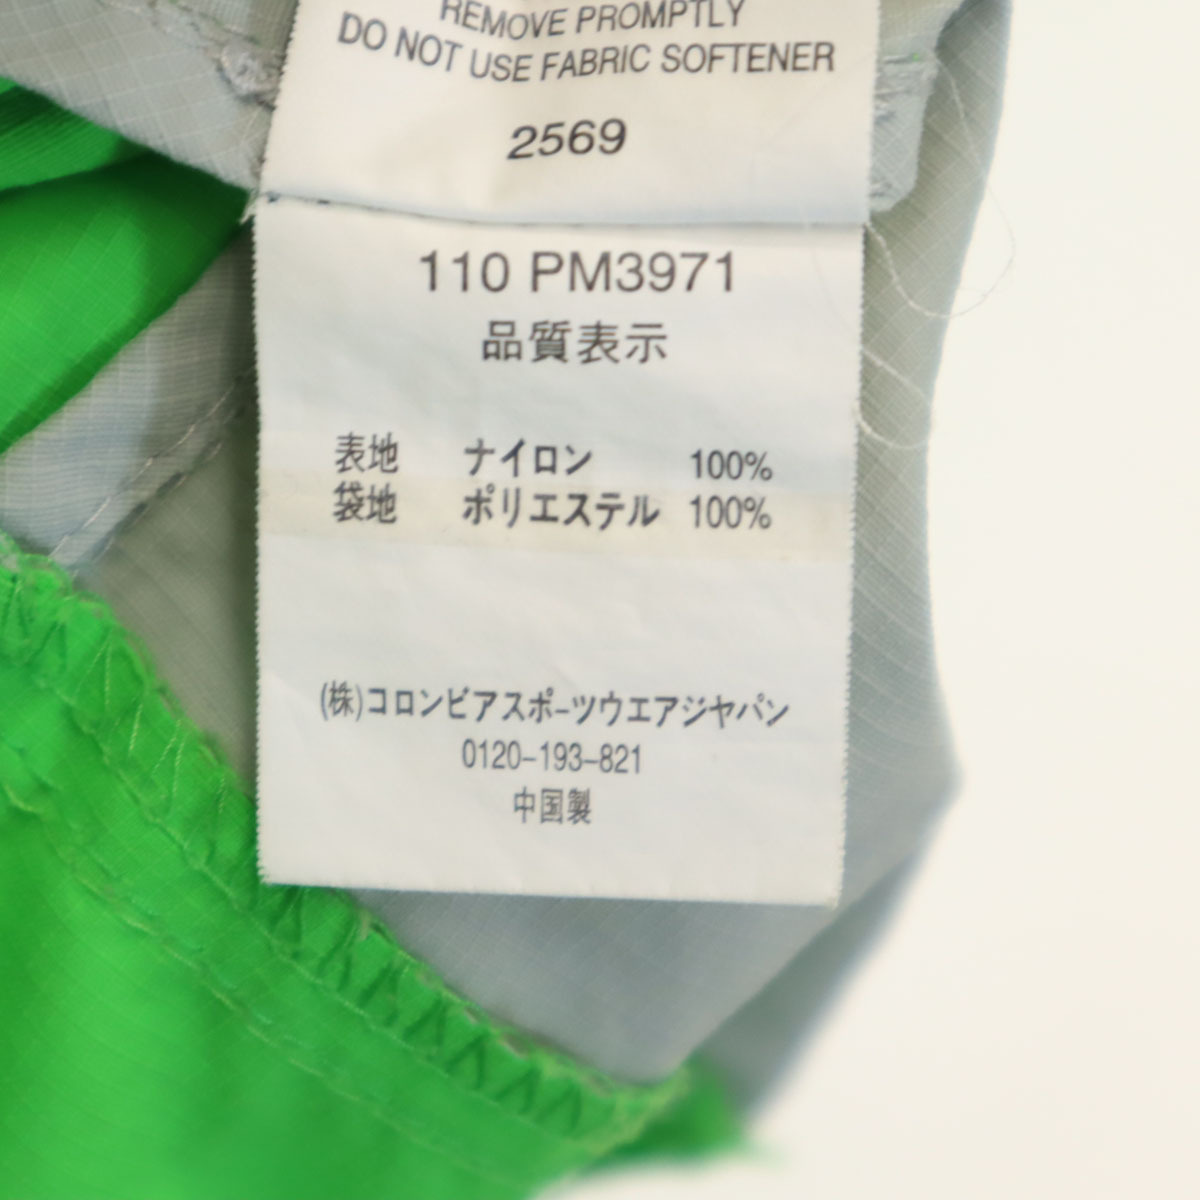 REMOVE PROMPTLY
DO NOT USE FABRIC SOFTENER
2569
110 PM3971
品質表示
表地 ナイロン 100%
袋地 ポリエステル 100%
(株)コロンビアスポーツウエアジヤパン
0120-193-821
中国製